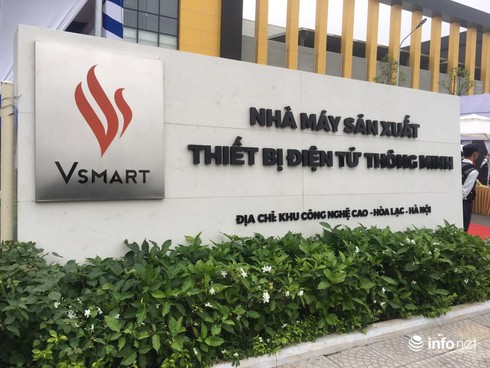 VSMART
NHÀ MÁY SẢN XUẤT
THIẾT BỊ ĐIỆN TỬ THÔNG MINH
ĐỊA CHỈ: KHU CÔNG NGHỆ CAO - HÒA LẠC - HÀ NỘI
infonet